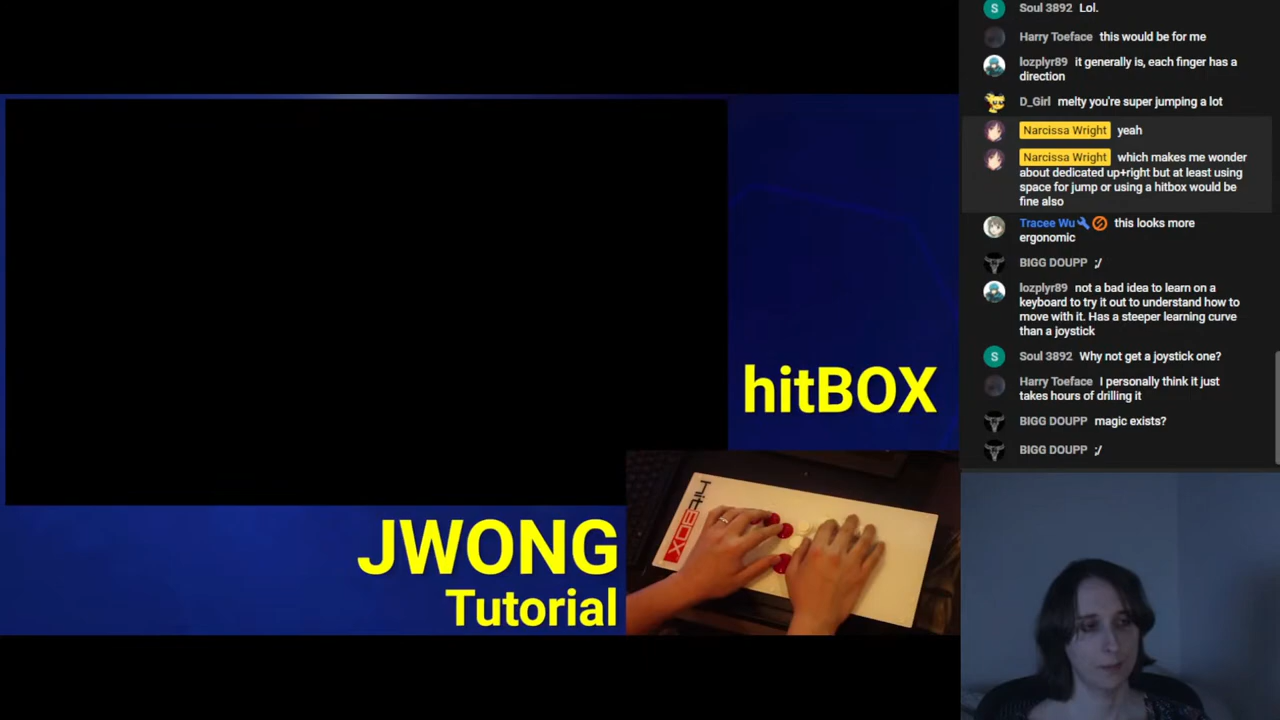 hitBOX
JWONG
Tutorial
hitBOX
S Soul 3892 Lol.
Harry Toeface this would be for me
lozplyr89 it generally is, each finger has a
direction
D_Girl melty you're super jumping a lot
Narcissa Wright yeah
Narcissa Wright which makes me wonder
about dedicated up+right but at least using
space for jump or using a hitbox would be
fine also
Tracee Wu this looks more
ergonomic
BIGG DOUPP ;/
lozplyr89 not a bad idea to learn on a
keyboard to try it out to understand how to
move with it. Has a steeper learning curve
than a joystick
S Soul 3892 Why not get a joystick one?
Harry Toeface I personally think it just
takes hours of drilling it
BIGG DOUPP magic exists?
BIGG DOUPP ;/